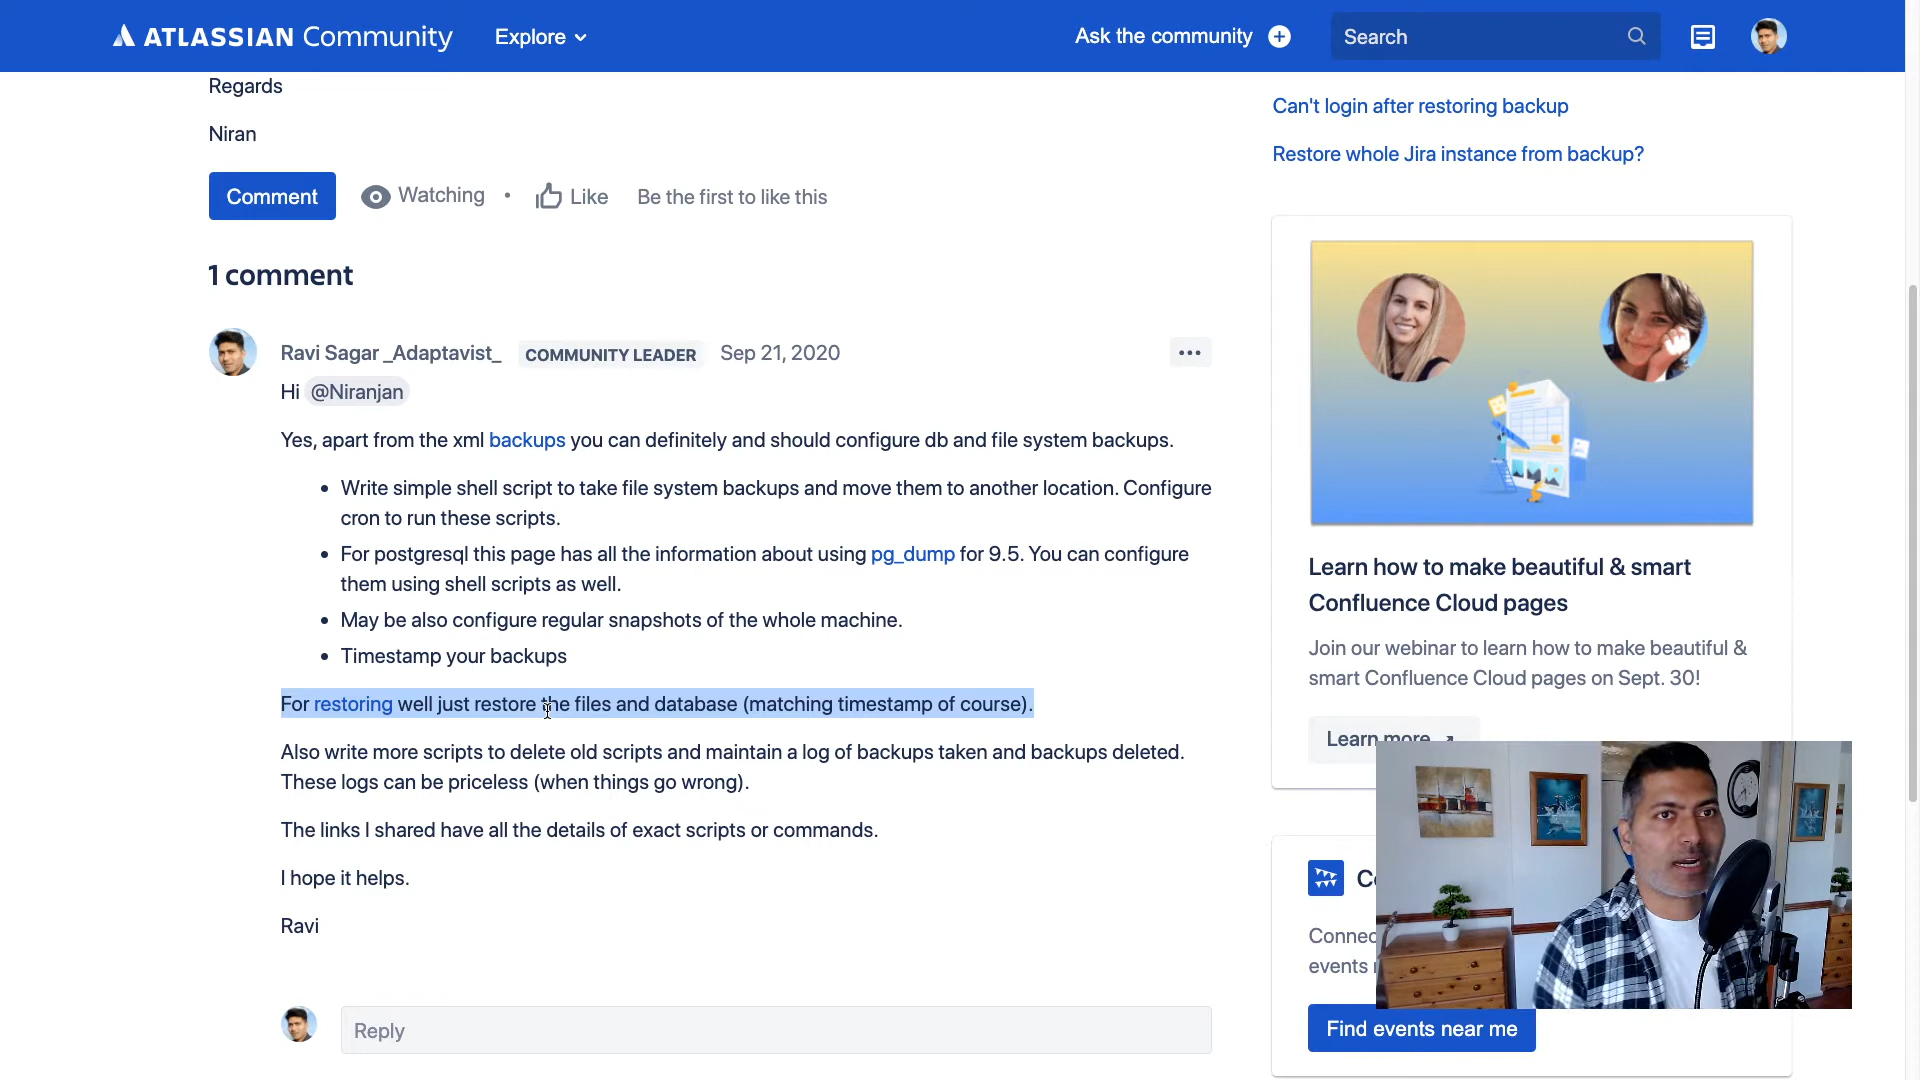 ATLASSIAN Community
Explore
Ask the community
Search
Regards
Niran
Comment
Watching
•
Like
Be the first to like this
1 comment
Ravi Sagar _Adaptavist_
COMMUNITY LEADER
Sep 21, 2020
Hi @Niranjan
Yes, apart from the xml backups you can definitely and should configure db and file system backups.
• Write simple shell script to take file system backups and move them to another location. Configure
cron to run these scripts.
• For postgresql this page has all the information about using pg_dump for 9.5. You can configure
them using shell scripts as well.
• May be also configure regular snapshots of the whole machine.
• Timestamp your backups
For restoring well just restore the files and database (matching timestamp of course).
Also write more scripts to delete old scripts and maintain a log of backups taken and backups deleted.
These logs can be priceless (when things go wrong).
The links I shared have all the details of exact scripts or commands.
I hope it helps.
Ravi
Reply
Can't login after restoring backup
Restore whole Jira instance from backup?
Learn how to make beautiful & smart
Confluence Cloud pages
Join our webinar to learn how to make beautiful &
smart Confluence Cloud pages on Sept. 30!
Learn more
Connec
events
Find events near me